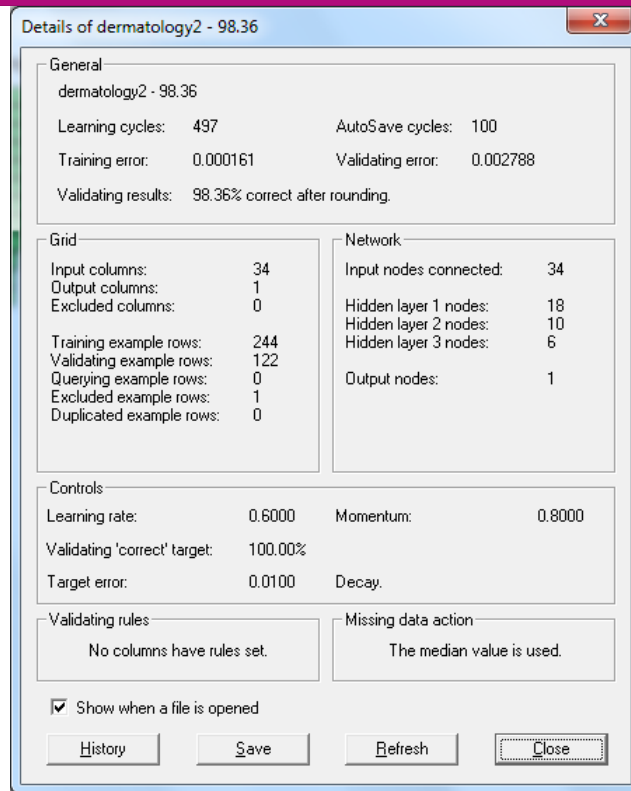 Details of dermatology2 - 98.36
General
dermatology2 - 98.36
Learning cycles: 497 AutoSave cycles: 100
Training error: 0.000161 Validating error: 0.002788
Validating results: 98.36% correct after rounding.
Grid
Input columns: 34
Output columns: 1
Excluded columns: 0
Training example rows: 244
Validating example rows: 122
Querying example rows: 0
Excluded example rows: 1
Duplicated example rows: 0
Network
Input nodes connected: 34
Hidden layer 1 nodes: 18
Hidden layer 2 nodes: 10
Hidden layer 3 nodes: 6
Output nodes: 1
Controls
Learning rate: 0.6000 Momentum: 0.8000
Validating 'correct' target: 100.00%
Target error: 0.0100 Decay.
Validating rules
No columns have rules set.
Missing data action
The median value is used.
Show when a file is opened
History Save Refresh Close